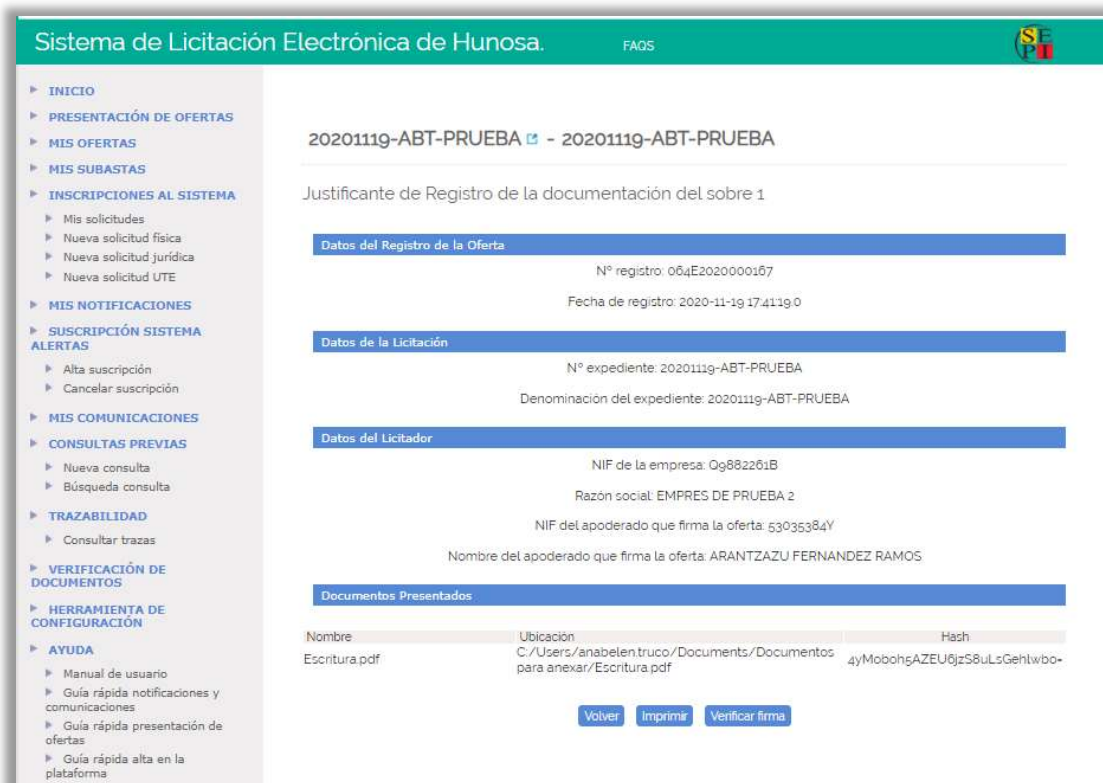 Sistema de Licitación Electrónica de Hunosa.
FAQS
SE
PI
INICIO
PRESENTACIÓN DE OFERTAS
MIS OFERTAS
MIS SUBASTAS
INSCRIPCIONES AL SISTEMA
Mis solicitudes
Nueva solicitud física
Nueva solicitud jurídica
Nueva solicitud UTE
MIS NOTIFICACIONES
SUSCRIPCIÓN SISTEMA
ALERTAS
Alta suscripción
Cancelar suscripción
MIS COMUNICACIONES
CONSULTAS PREVIAS
Nueva consulta
Búsqueda consulta
TRAZABILIDAD
Consultar trazas
VERIFICACIÓN DE
DOCUMENTOS
HERRAMIENTA DE
CONFIGURACIÓN
AYUDA
Manual de usuario
Guía rápida notificaciones y
comunicaciones
Guía rápida presentación de
ofertas
Guía rápida alta en la
plataforma
20201119-ABT-PRUEBA - 20201119-ABT-PRUEBA
Justificante de Registro de la documentación del sobre 1
Datos del Registro de la Oferta
Nº registro: 064E2020000167
Fecha de registro: 2020-11-19 17:41:19.0
Datos de la Licitación
Nº expediente: 20201119-ABT-PRUEBA
Denominación del expediente: 20201119-ABT-PRUEBA
Datos del Licitador
NIF de la empresa: Q9882261B
Razón social: EMPRES DE PRUEBA 2
NIF del apoderado que firma la oferta: 53035384Y
Nombre del apoderado que firma la oferta: ARANTZAZU FERNANDEZ RAMOS
Documentos Presentados
Nombre Ubicación Hash
Escritura.pdf C:/Users/anabelen.truco/Documents/Documentos para anexar/Escritura.pdf 4yMoboh5AZEU6jzS8uLsGehlwbo=
Volver Imprimir Verificar firma